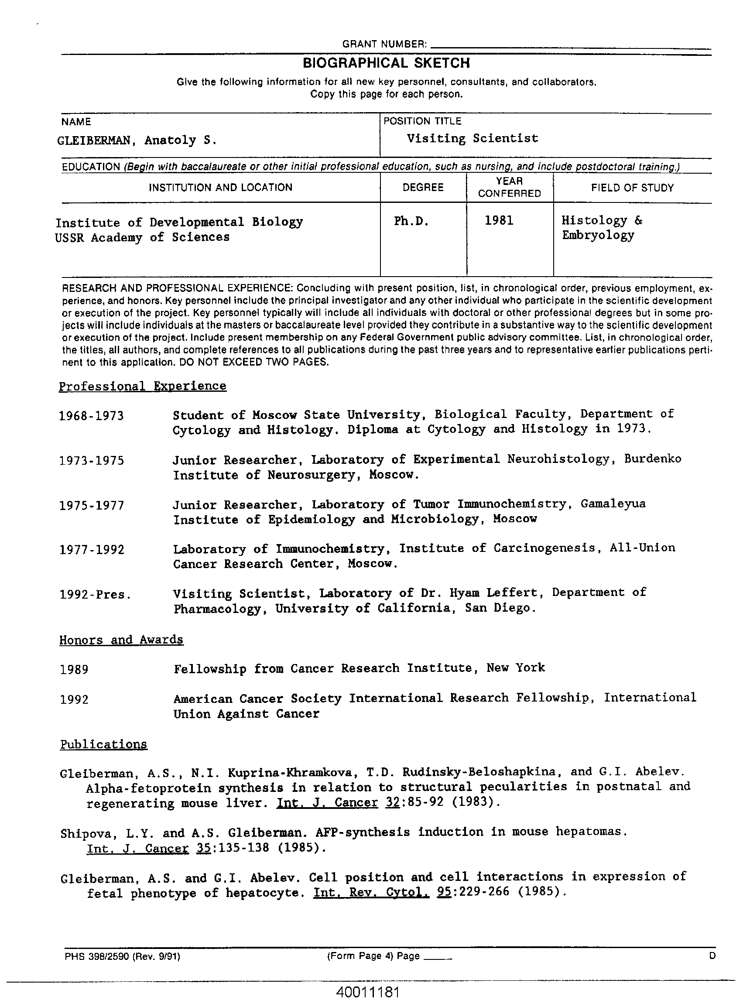 GRANT NUMBER:
BIOGRAPHICAL SKETCH
Give the following information for all new key personnel, consultants, and collaborators.
Copy this page for each person.
NAME
POSITION TITLE
GLEIBERMAN, Anatoly S.
Visiting Scientist
EDUCATION (Begin with baccalaureate or other initial professional education, such as nursing, and include postdoctoral training.)
INSTITUTION AND LOCATION
DEGREE
YEAR
CONFERRED
FIELD OF STUDY
Institute of Developmental Biology
USSR Academy of Sciences
Ph.D.
1981
Histology &
Embryology
RESEARCH AND PROFESSIONAL EXPERIENCE: Concluding with present position, list, in chronological order, previous employment, ex-
perience, and honors. Key personnel include the principal investigator and any other individual who participate in the scientific development
or execution of the project. Key personnel typically will include all individuals with doctoral or other professional degrees but in some pro-
jects will include individuals at the masters or baccalaureate level provided they contribute in a substantive way to the scientific development
or execution of the project. Include present membership on any Federal Government public advisory committee. List, in chronological order,
the titles, all authors, and complete references to all publications during the past three years and to representative earlier publications perti-
nent to this application. DO NOT EXCEED TWO PAGES.
Professional Experience
1968-1973 Student of Moscow State University, Biological Faculty, Department of
Cytology and Histology. Diploma at Cytology and Histology in 1973.
1973-1975 Junior Researcher, Laboratory of Experimental Neurohistology, Burdenko
Institute of Neurosurgery, Moscow.
1975-1977 Junior Researcher, Laboratory of Tumor Immunochemistry, Gamaleyua
Institute of Epidemiology and Microbiology, Moscow
1977-1992 Laboratory of Immunochemistry, Institute of Carcinogenesis, All-Union
Cancer Research Center, Moscow.
1992-Pres. Visiting Scientist, Laboratory of Dr. Hyam Leffert, Department of
Pharmacology, University of California, San Diego.
Honors and Awards
1989 Fellowship from Cancer Research Institute, New York
1992 American Cancer Society International Research Fellowship, International
Union Against Cancer
Publications
Gleiberman, A.S., N.I. Kuprina-Khramkova, T.D. Rudinsky-Beloshapkina, and G.I. Abelev.
Alpha-fetoprotein synthesis in relation to structural pecularities in postnatal and
regenerating mouse liver. Int. J. Cancer 32:85-92 (1983).
Shipova, L.Y. and A.S. Gleiberman. AFP-synthesis induction in mouse hepatomas.
Int. J. Cancer 35:135-138 (1985).
Gleiberman, A.S. and G.I. Abelev. Cell position and cell interactions in expression of
fetal phenotype of hepatocyte. Int. Rev. Cytol. 95:229-266 (1985).
PHS 398/2590 (Rev. 9/91)
(Form Page 4) Page
D
40011181